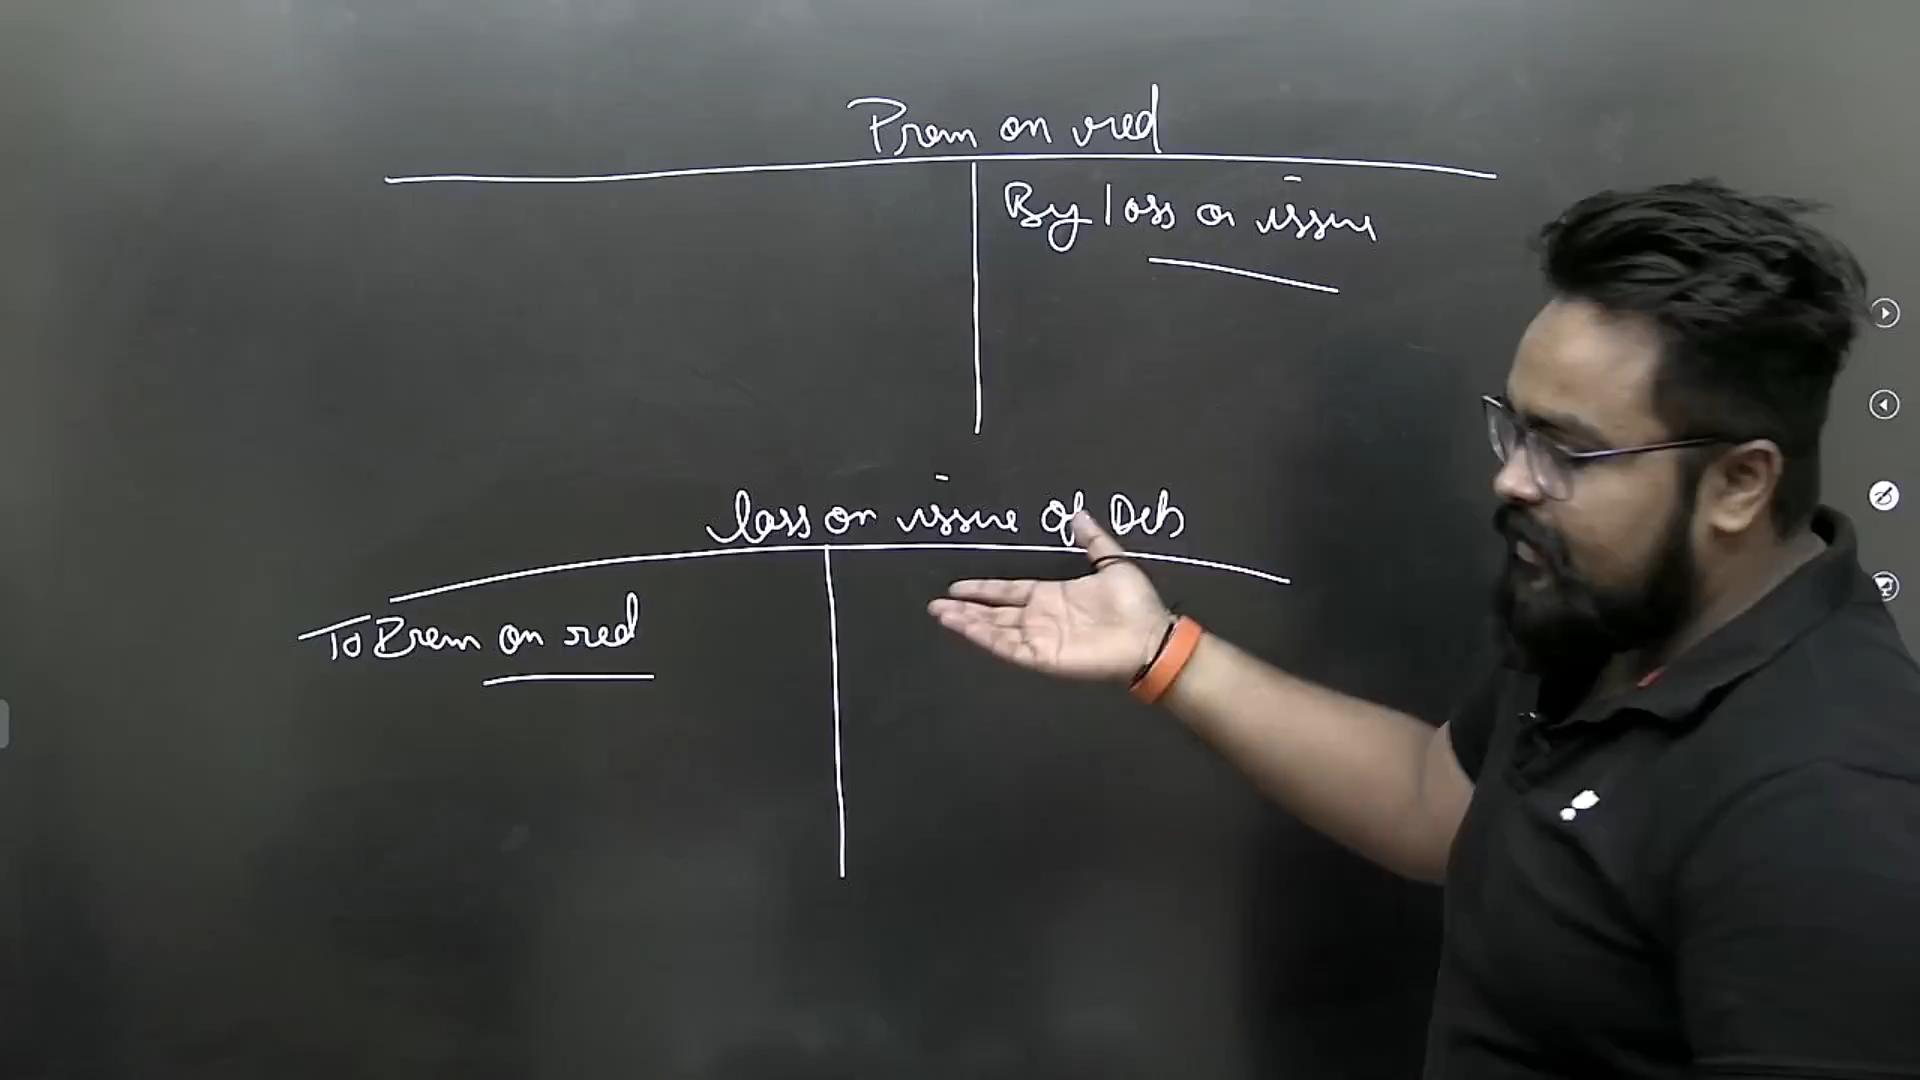 Prem on red
By loss on issue
loss on issue of Deb
To Prem on red